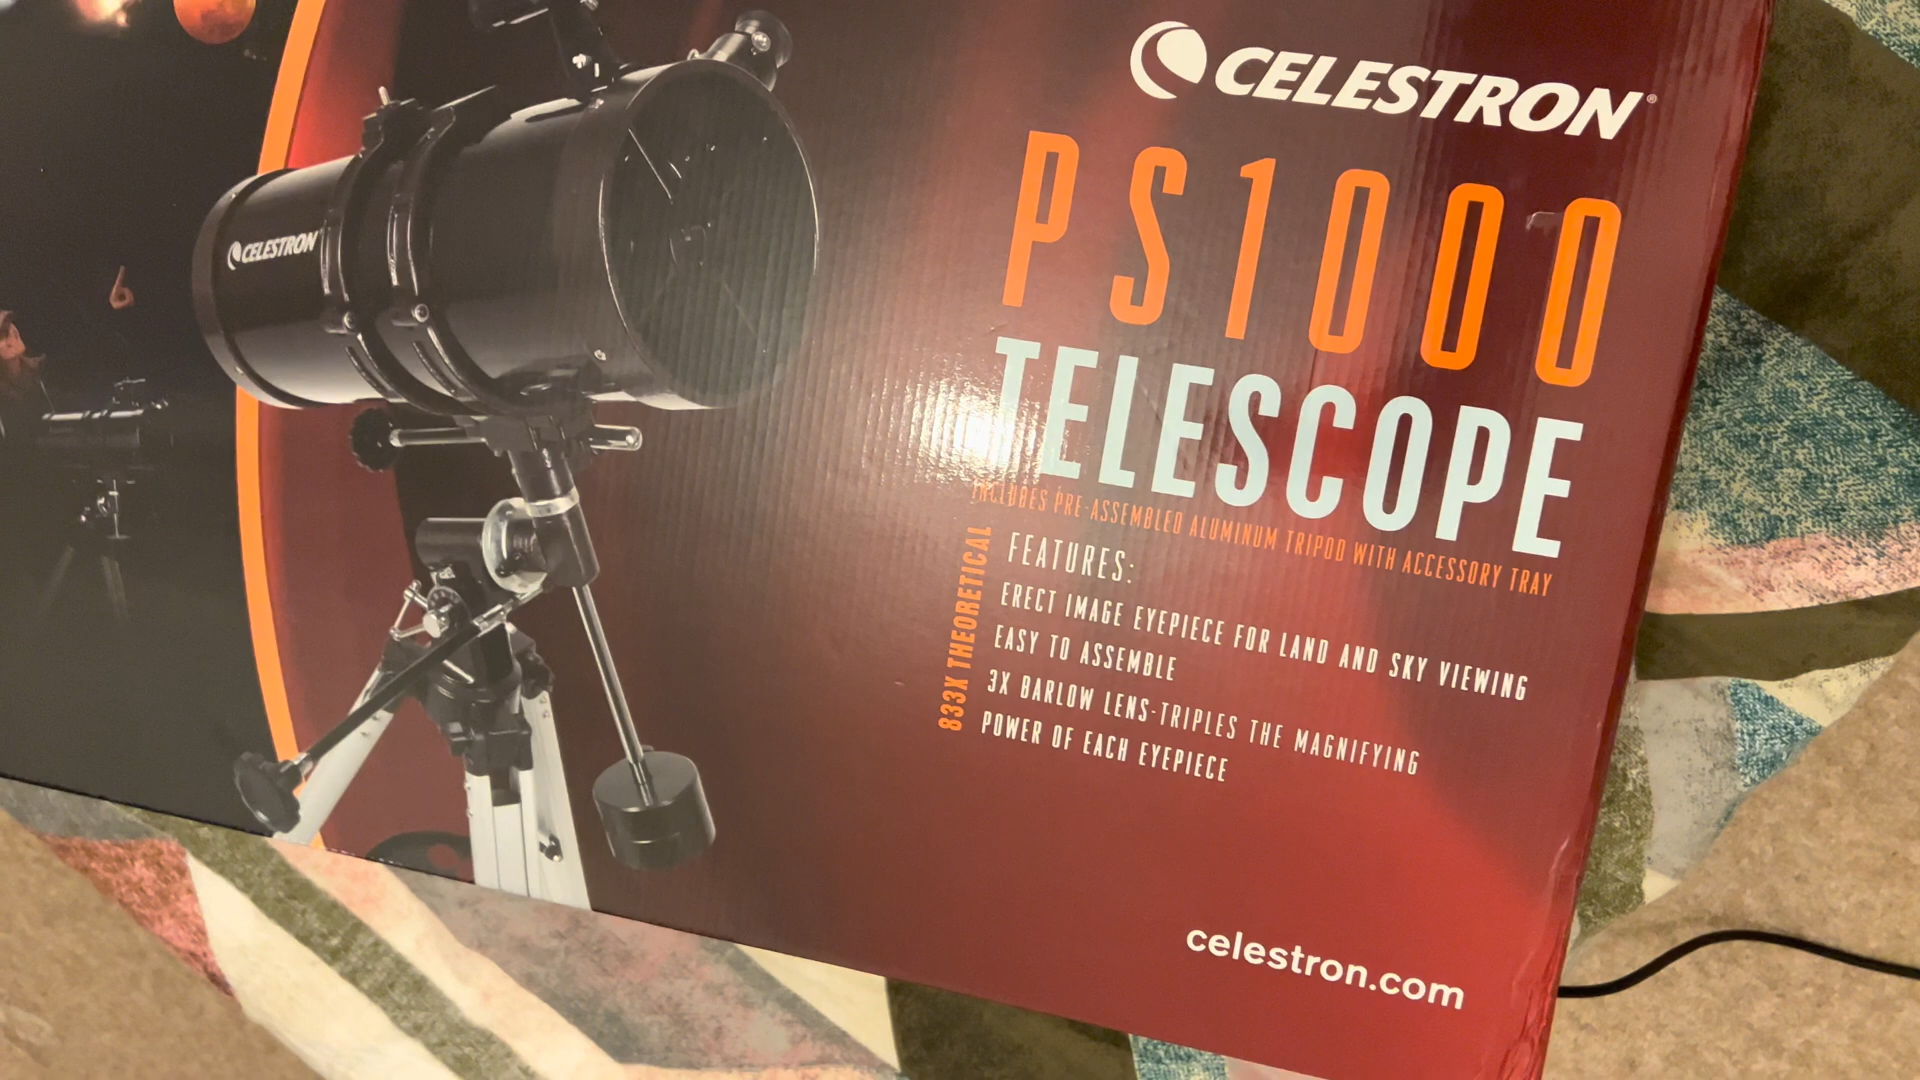 CELESTRON
CELESTRON®
PS1000
TELESCOPE
INCLUDES PRE-ASSEMBLED ALUMINUM TRIPOD WITH ACCESSORY TRAY
833X THEORETICAL
FEATURES:
ERECT IMAGE EYEPIECE FOR LAND AND SKY VIEWING
EASY TO ASSEMBLE
3X BARLOW LENS-TRIPLES THE MAGNIFYING
POWER OF EACH EYEPIECE
celestron.com